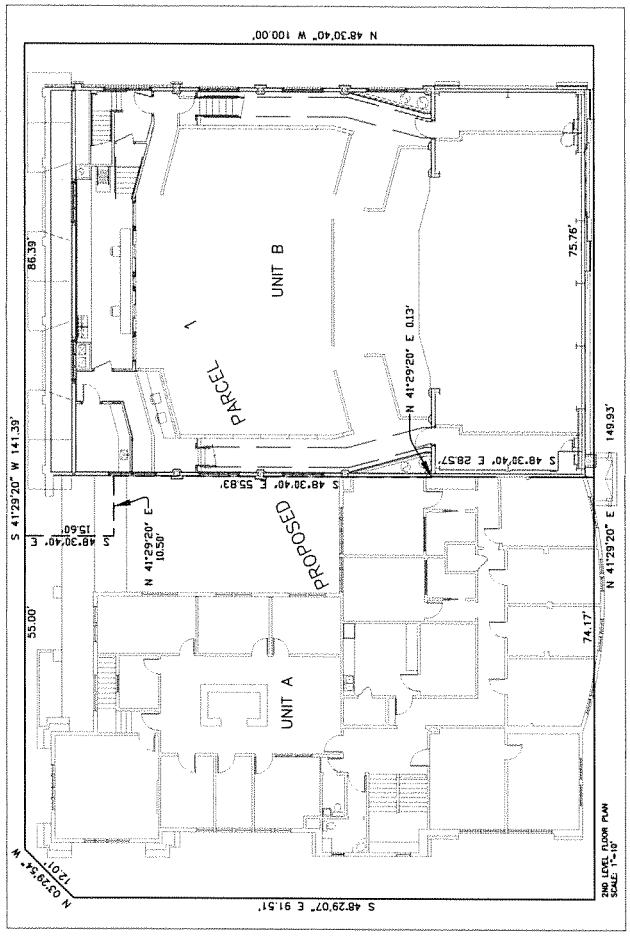 N 48°30'40" W 100.00'
86.39'
S 41°29'20" W 141.39'
UNIT B
75.76'
N 41°29'20" E 0.13'
PARCEL 1
S 48°30'40" E 28.57'
S 48°30'40" E 55.83'
149.93'
N 41°29'20" E
S 48°30'40" E
15.60'
N 41°29'20" E
10.50'
PROPOSED
55.00'
74.17'
UNIT A
N 03°29'54" W
12.01'
S 48°29'07" E 91.51'
2ND LEVEL FLOOR PLAN
SCALE: 1"=10'